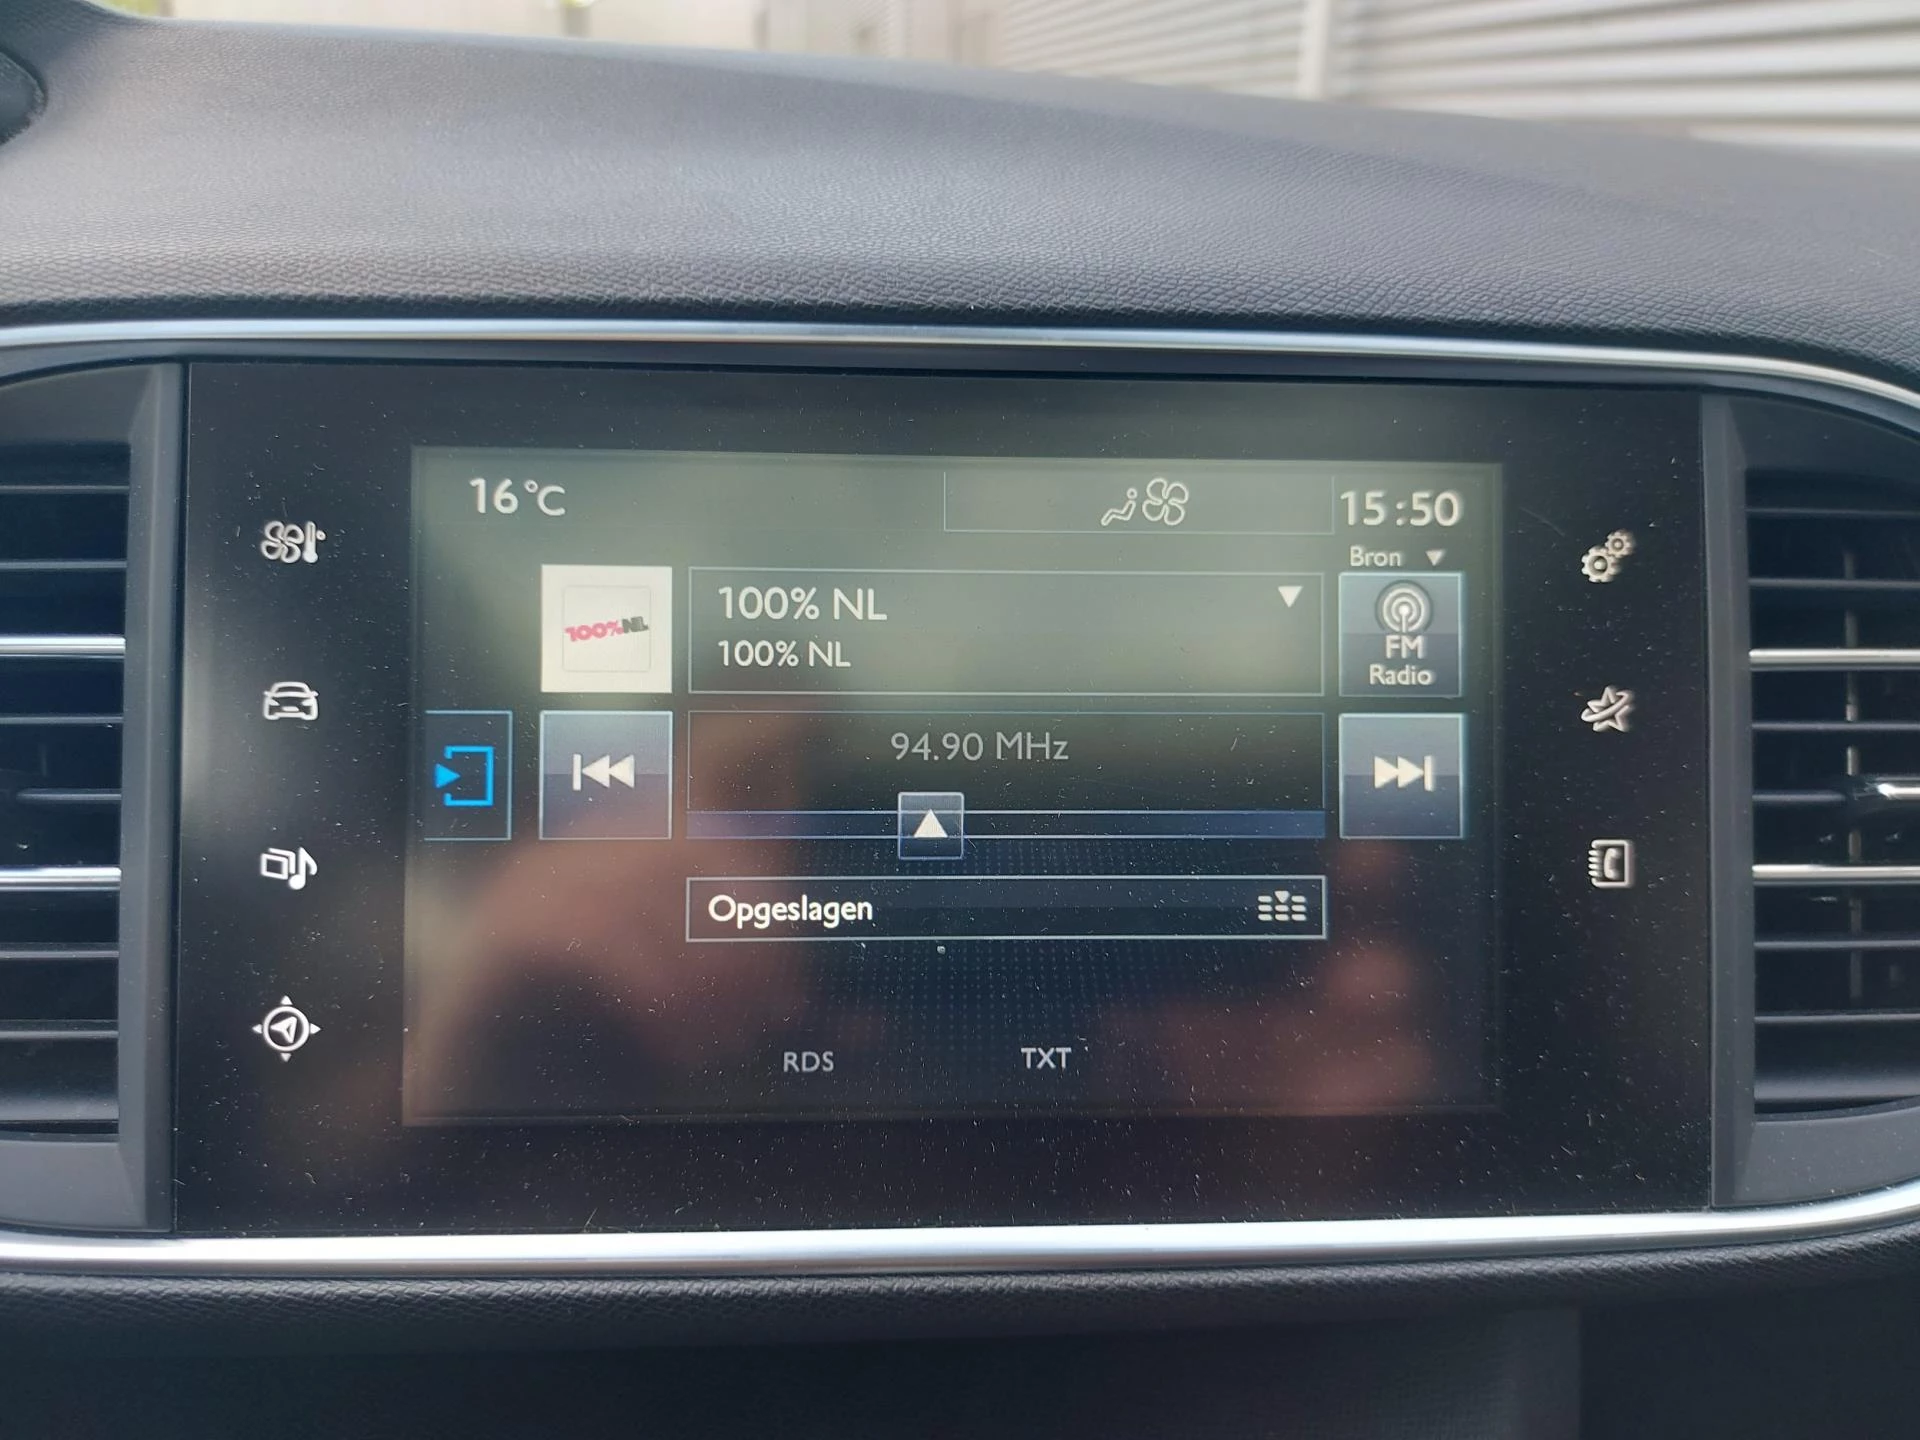 16°C
15:50
Bron
100%NL
100% NL
100% NL
FM
Radio
94.90 MHz
Opgeslagen
RDS
TXT